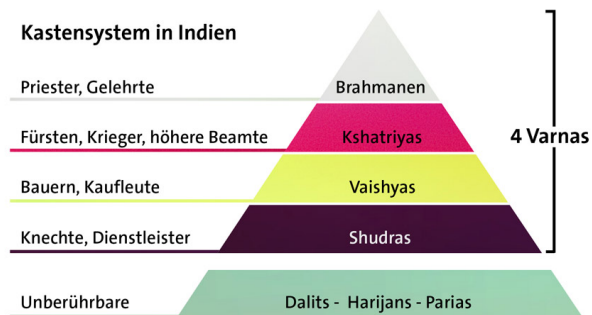 Kastensystem in Indien
Priester, Gelehrte Brahmanen
Fürsten, Krieger, höhere Beamte Kshatriyas
4 Varnas
Bauern, Kaufleute Vaishyas
Knechte, Dienstleister Shudras
Unberührbare Dalits - Harijans - Parias